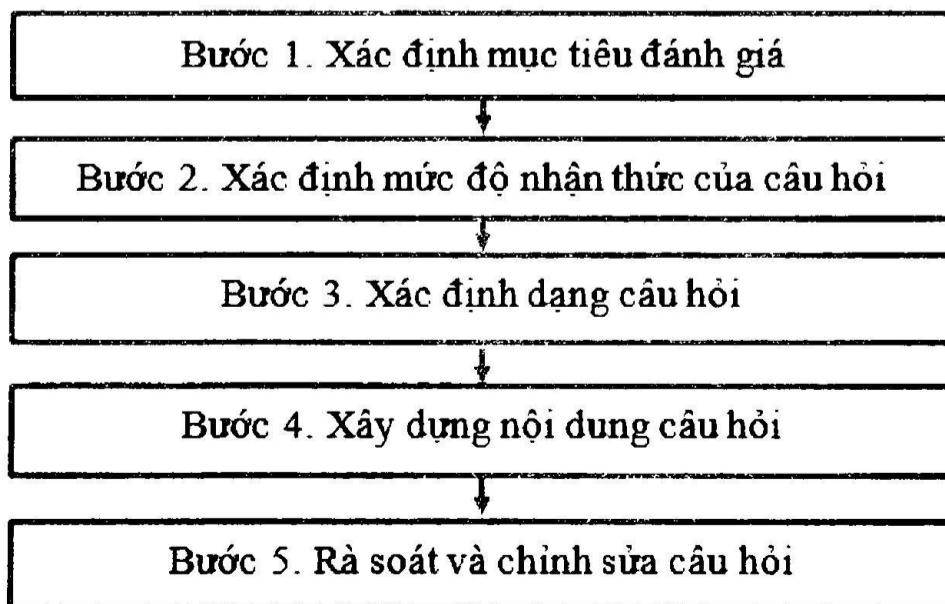 Bước 1. Xác định mục tiêu đánh giá
Bước 2. Xác định mức độ nhận thức của câu hỏi
Bước 3. Xác định dạng câu hỏi
Bước 4. Xây dựng nội dung câu hỏi
Bước 5. Rà soát và chỉnh sửa câu hỏi